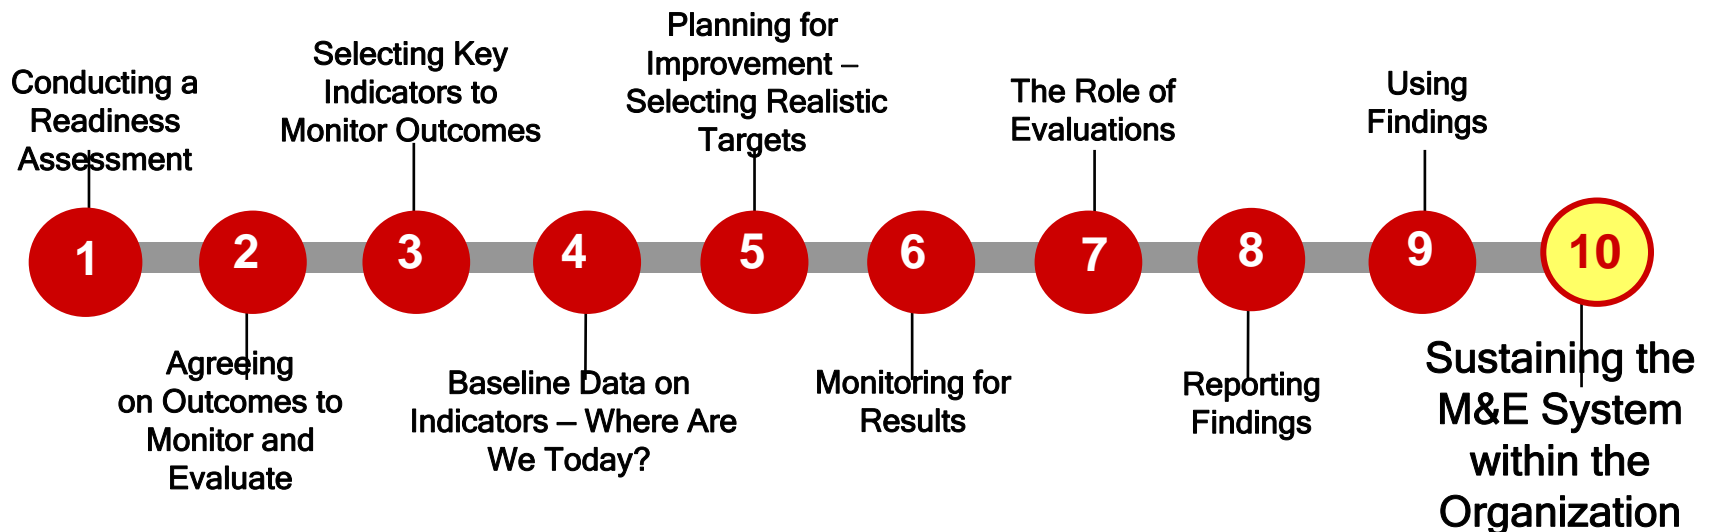 Conducting a
Readiness
Assessment
1
Agreeing
on Outcomes to
Monitor and
Evaluate
2
Selecting Key
Indicators to
Monitor Outcomes
3
Baseline Data on
Indicators – Where Are
We Today?
4
Planning for
Improvement –
Selecting Realistic
Targets
5
Monitoring for
Results
6
The Role of
Evaluations
7
Reporting
Findings
8
Using
Findings
9
Sustaining the
M&E System
within the
Organization
10